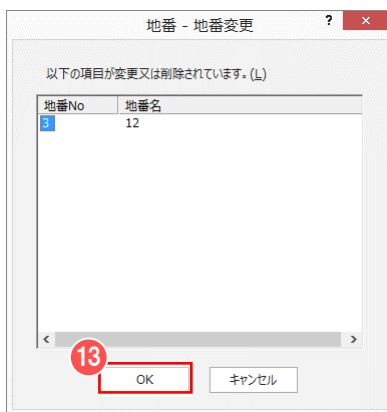 地番 - 地番変更
? ×
以下の項目が変更又は削除されています。(L)
地番No 地番名
3 12
< >
13
OK キャンセル